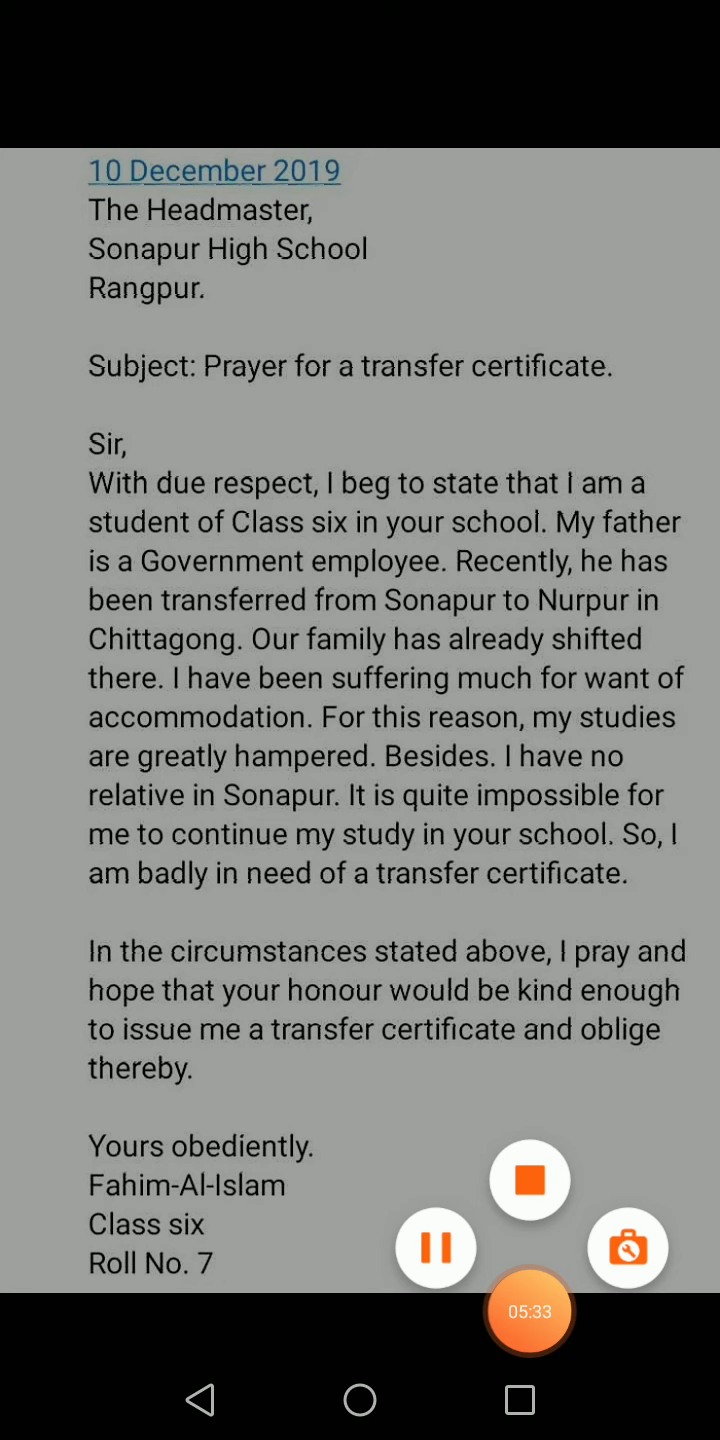 10 December 2019
The Headmaster,
Sonapur High School
Rangpur.
Subject: Prayer for a transfer certificate.
Sir,
With due respect, I beg to state that I am a
student of Class six in your school. My father
is a Government employee. Recently, he has
been transferred from Sonapur to Nurpur in
Chittagong. Our family has already shifted
there. I have been suffering much for want of
accommodation. For this reason, my studies
are greatly hampered. Besides. I have no
relative in Sonapur. It is quite impossible for
me to continue my study in your school. So, I
am badly in need of a transfer certificate.
In the circumstances stated above, I pray and
hope that your honour would be kind enough
to issue me a transfer certificate and oblige
thereby.
Yours obediently.
Fahim-Al-Islam
Class six
Roll No. 7
05:33